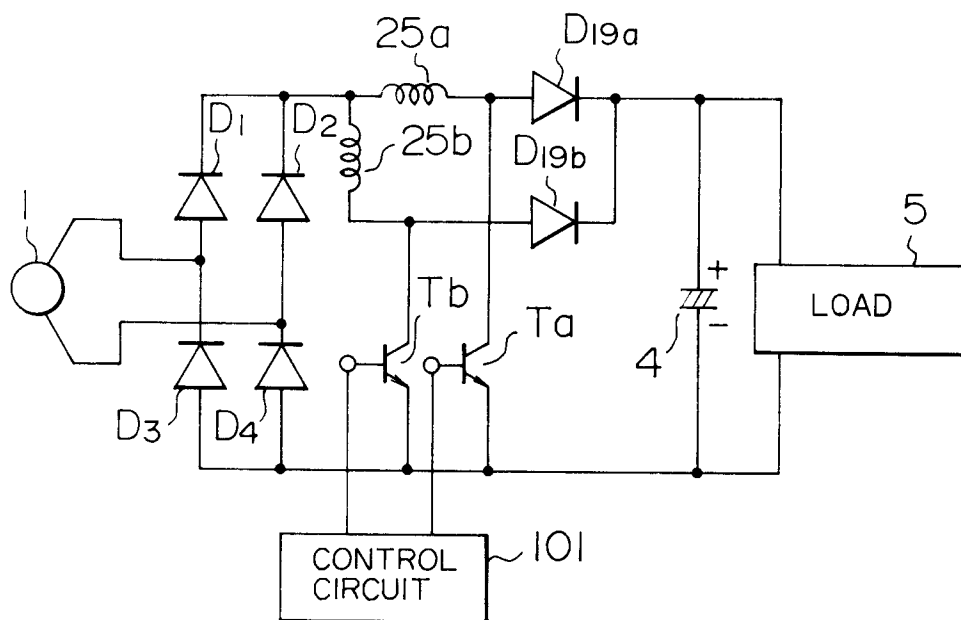 25a
D19a
D1
D2
25b
D19b
1
5
Tb
Ta
+
LOAD
4
−
D3
D4
CONTROL
CIRCUIT
101